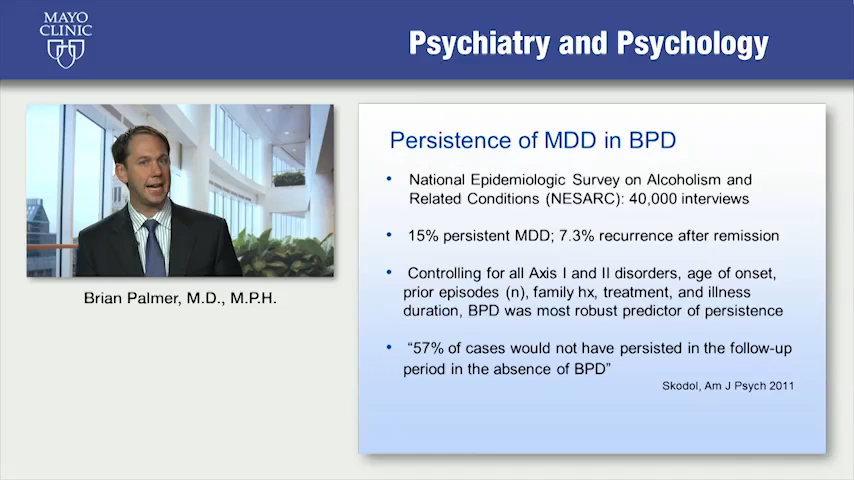 MAYO
CLINIC
Psychiatry and Psychology
Brian Palmer, M.D., M.P.H.
Persistence of MDD in BPD
• National Epidemiologic Survey on Alcoholism and
Related Conditions (NESARC): 40,000 interviews
• 15% persistent MDD; 7.3% recurrence after remission
• Controlling for all Axis I and II disorders, age of onset,
prior episodes (n), family hx, treatment, and illness
duration, BPD was most robust predictor of persistence
• “57% of cases would not have persisted in the follow-up
period in the absence of BPD”
Skodol, Am J Psych 2011